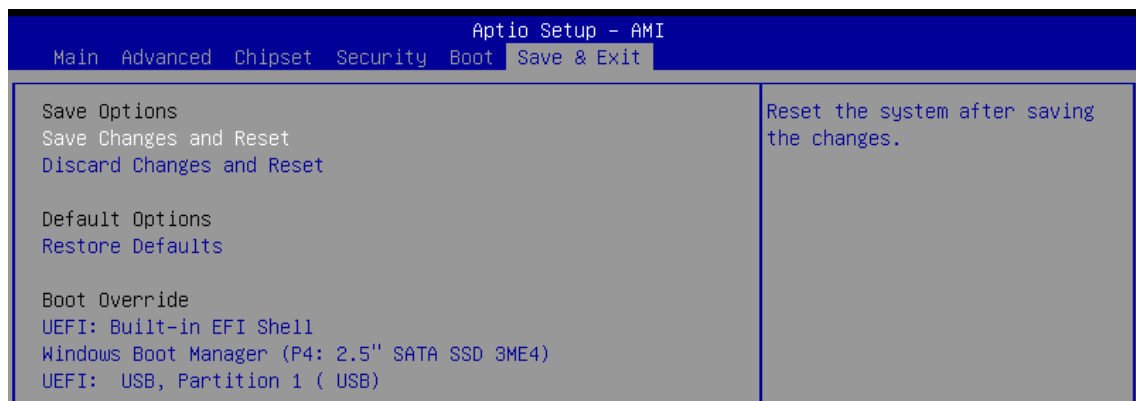 Aptio Setup – AMI
Main Advanced Chipset Security Boot Save & Exit
Save Options
Save Changes and Reset
Discard Changes and Reset
Default Options
Restore Defaults
Boot Override
UEFI: Built-in EFI Shell
Windows Boot Manager (P4: 2.5" SATA SSD 3ME4)
UEFI:  USB, Partition 1 ( USB)
Reset the system after saving
the changes.